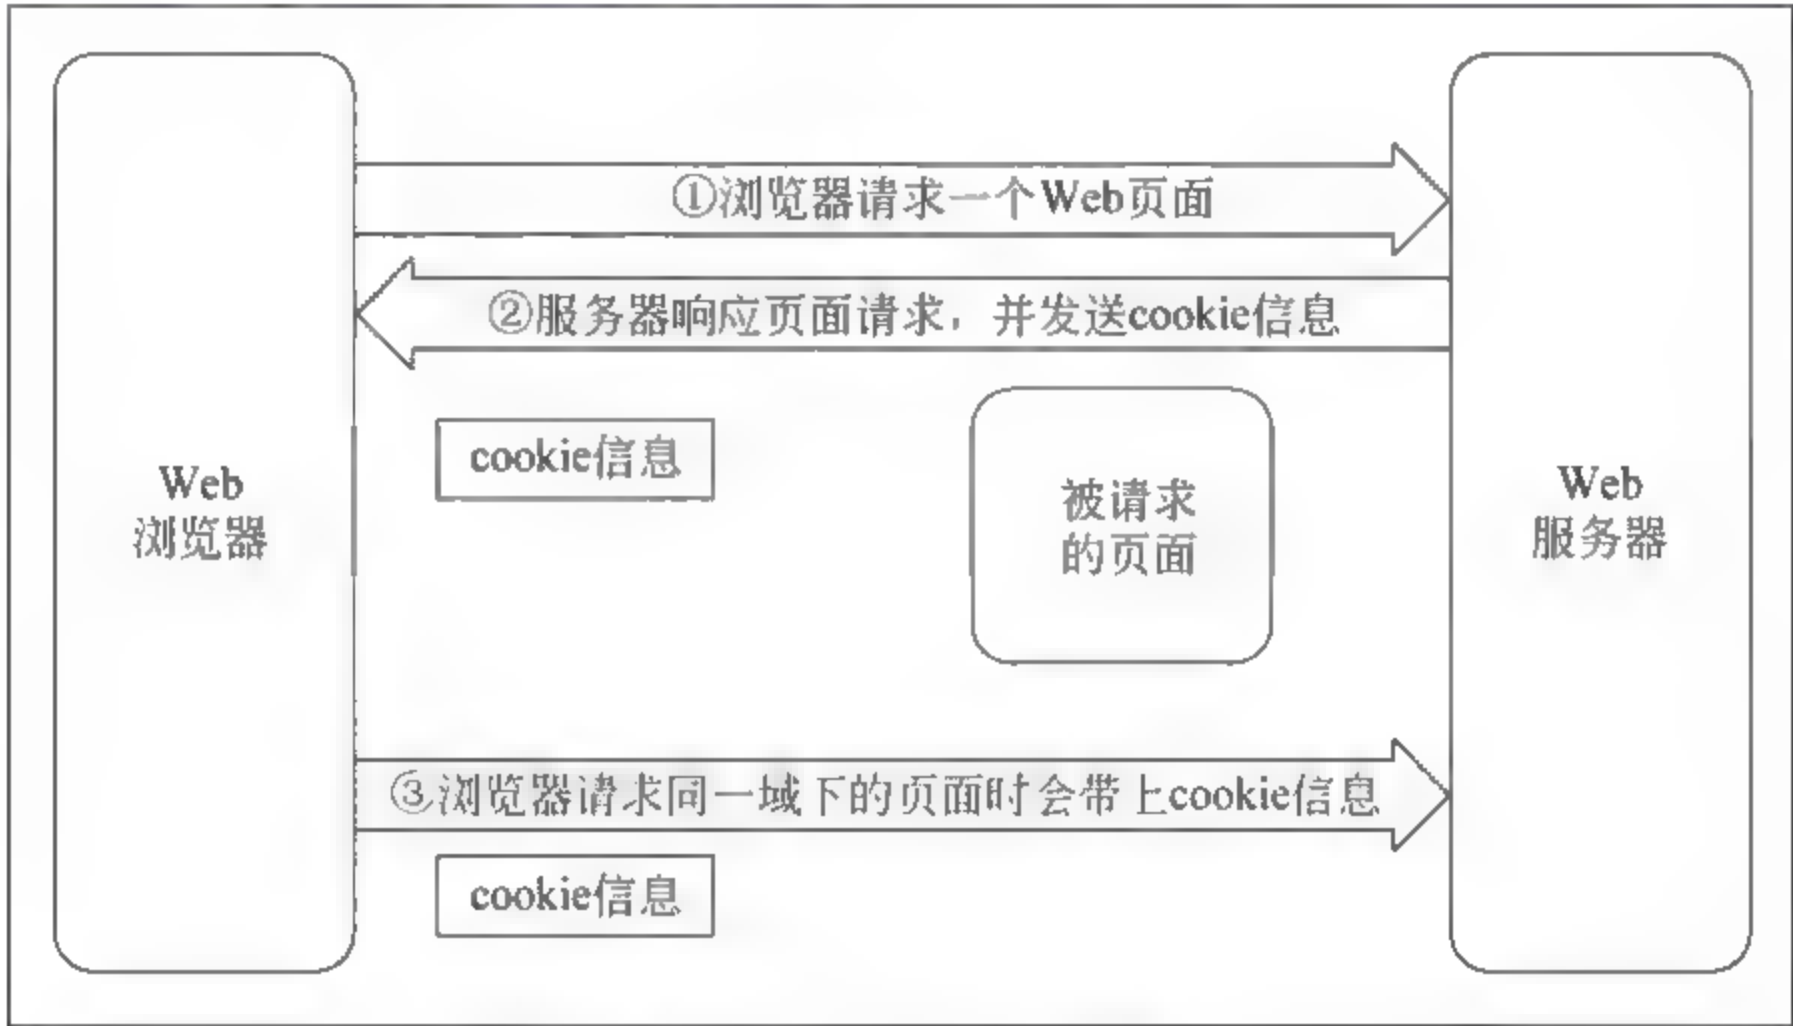 ①浏览器请求一个Web页面
②服务器响应页面请求，并发送cookie信息
cookie信息
被请求
的页面
Web
浏览器
Web
服务器
③浏览器请求同一域下的页面时会带上cookie信息
cookie信息